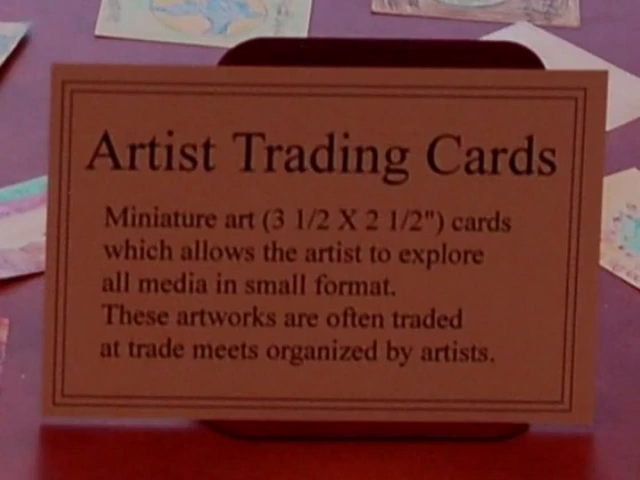 Artist Trading Cards
Miniature art (3 1/2 X 2 1/2") cards
which allows the artist to explore
all media in small format.
These artworks are often traded
at trade meets organized by artists.